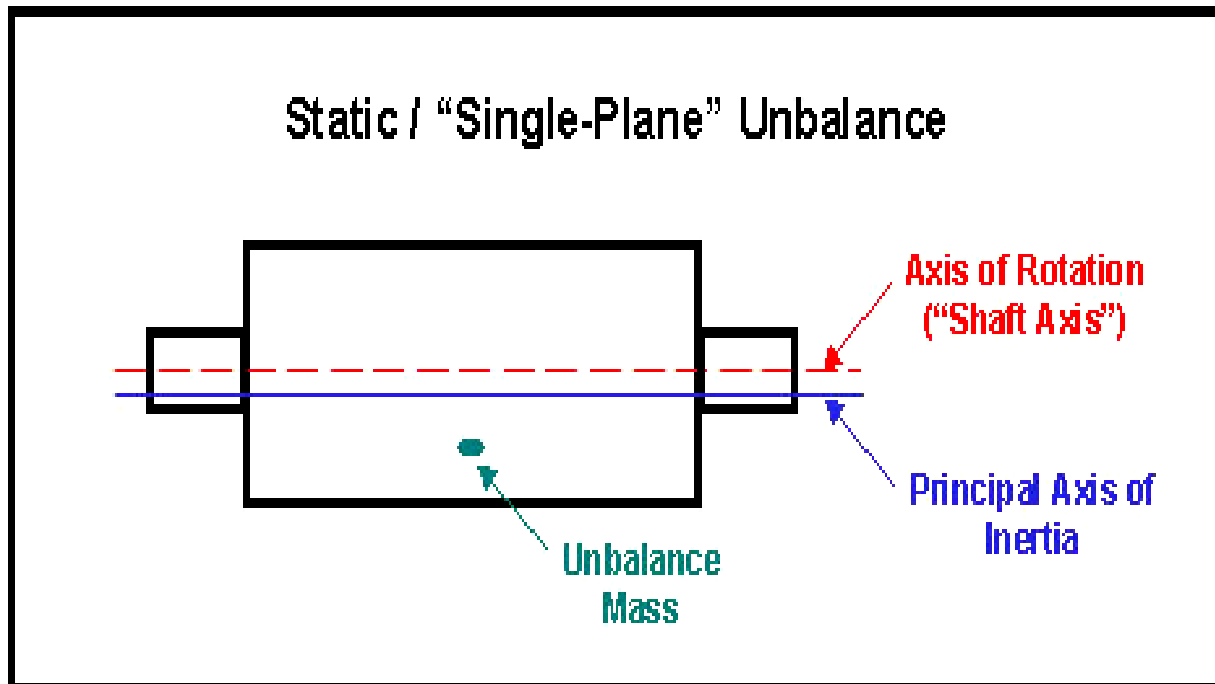 Static / “Single-Plane” Unbalance
Axis of Rotation
(“Shaft Axis”)
Principal Axis of
Inertia
Unbalance
Mass